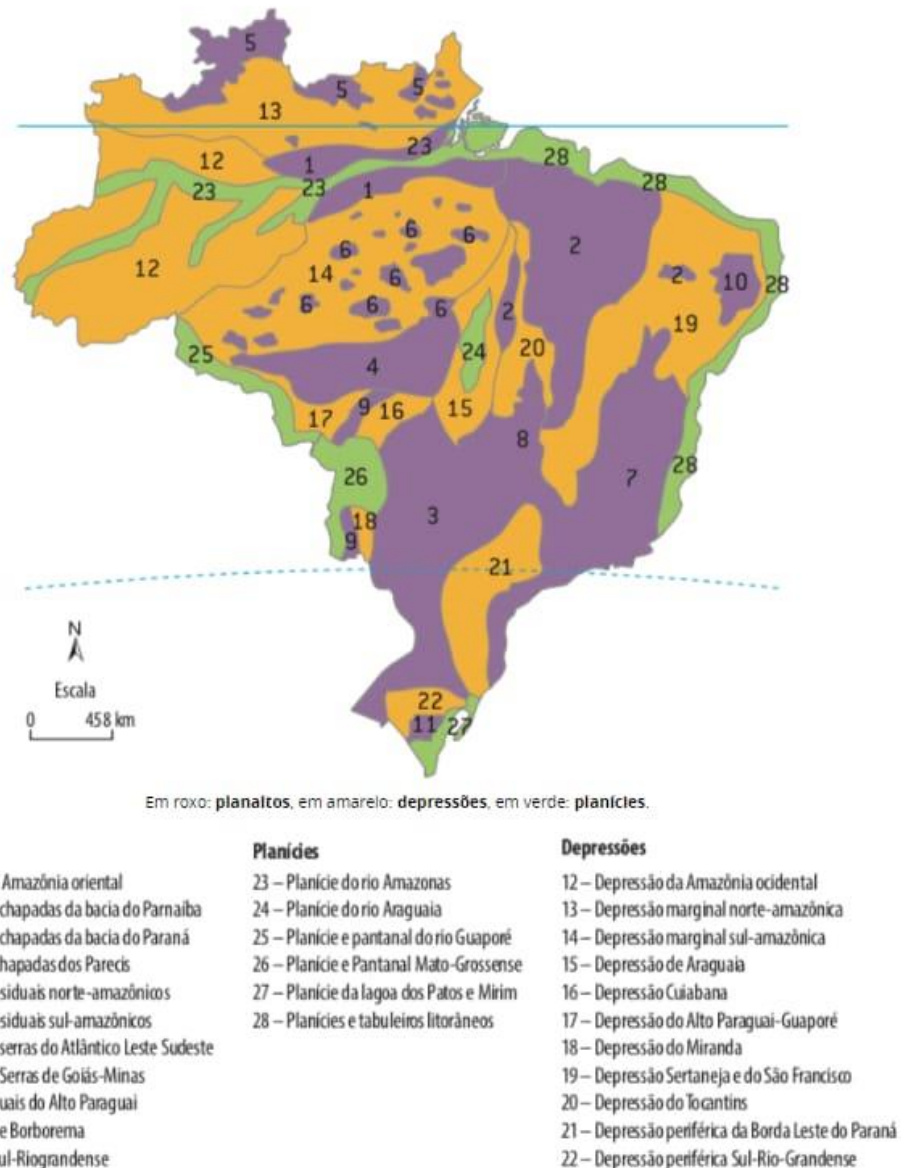 5
5 5
13
23
12 1 28
23 23 1 28
6 6 2
12 14 6 6 2 10 28
6 6 6 2 19
25 4 24 20
17 9 16 15
8
26 7 28
3
18
9
21
N
Escala
0 458 km
22
11 27
Em roxo: planaltos, em amarelo: depressões, em verde: planícies.
Amazônia oriental
chapadas da bacia do Parnaíba
chapadas da bacia do Paraná
hapadas dos Parecis
siduais norte-amazônicos
siduais sul-amazônicos
serras do Atlântico Leste Sudeste
Serras de Goiás-Minas
uais do Alto Paraguai
e Borborema
ul-Riograndense
Planícies
23 – Planície do rio Amazonas
24 – Planície do rio Araguaia
25 – Planície e pantanal do rio Guaporé
26 – Planície e Pantanal Mato-Grossense
27 – Planície da lagoa dos Patos e Mirim
28 – Planícies e tabuleiros litorâneos
Depressões
12 – Depressão da Amazônia ocidental
13 – Depressão marginal norte-amazônica
14 – Depressão marginal sul-amazônica
15 – Depressão de Araguaia
16 – Depressão Cuiabana
17 – Depressão do Alto Paraguai-Guaporé
18 – Depressão do Miranda
19 – Depressão Sertaneja e do São Francisco
20 – Depressão do Tocantins
21 – Depressão periférica da Borda Leste do Paraná
22 – Depressão periférica Sul-Rio-Grandense